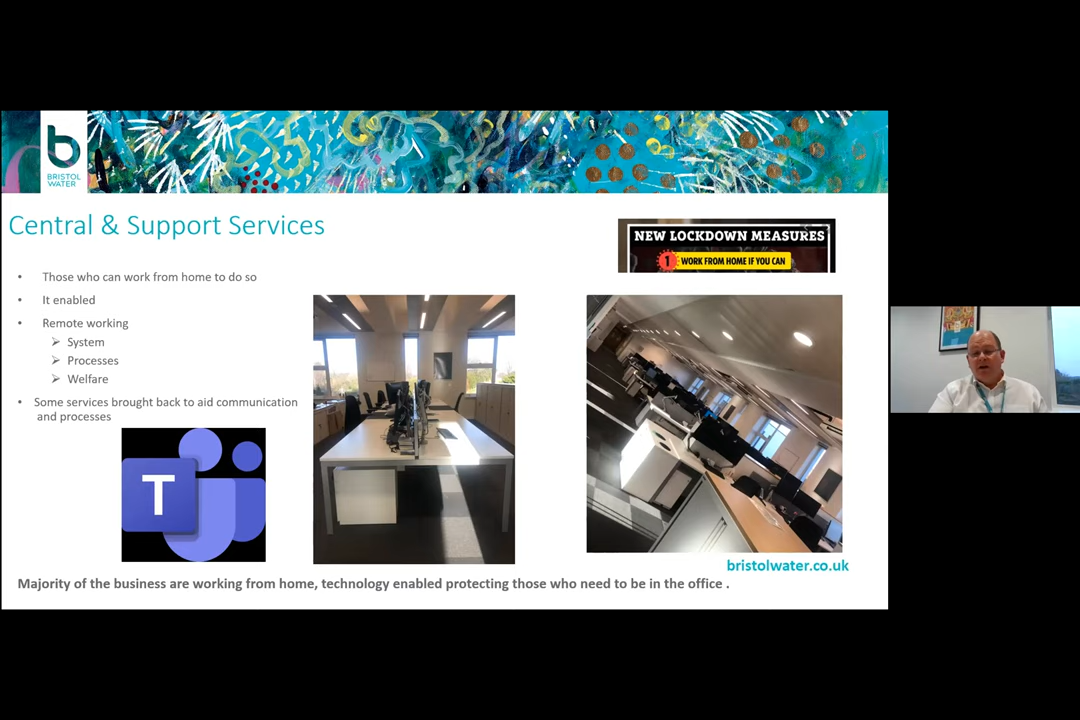 b
BRISTOL
WATER
Central & Support Services
NEW LOCKDOWN MEASURES
1 WORK FROM HOME IF YOU CAN
• Those who can work from home to do so
• It enabled
• Remote working
➢ System
➢ Processes
➢ Welfare
• Some services brought back to aid communication
and processes
T
bristolwater.co.uk
Majority of the business are working from home, technology enabled protecting those who need to be in the office .